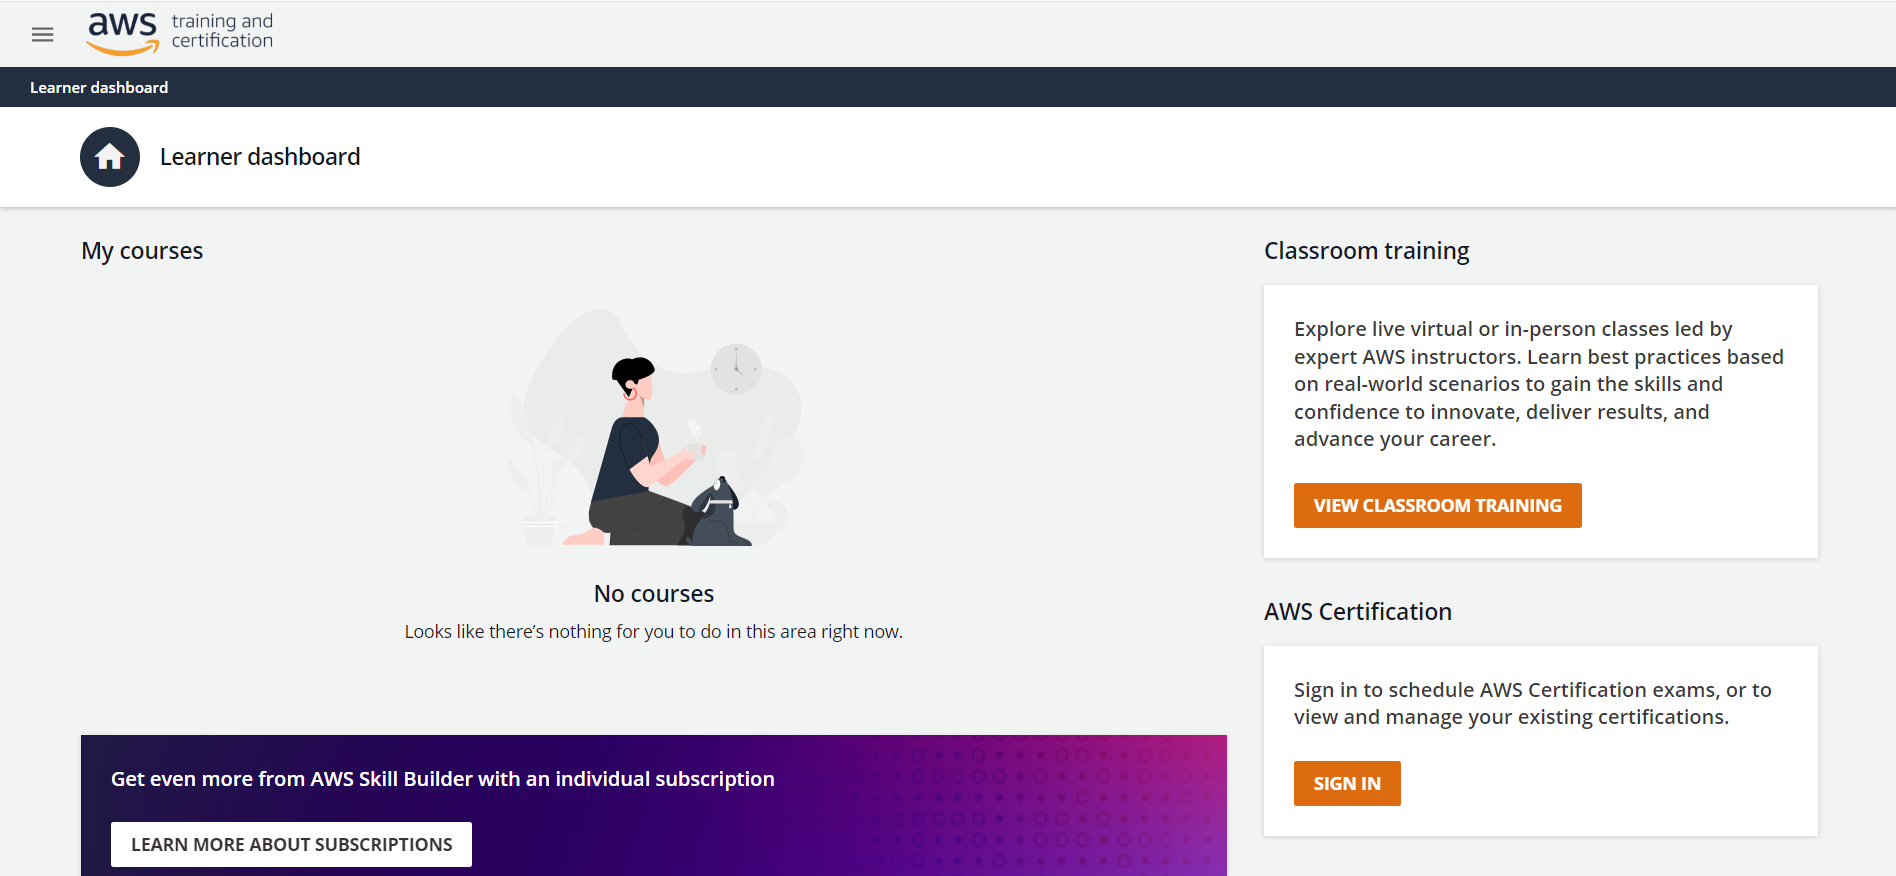 aws training and
certification
Learner dashboard
Learner dashboard
My courses
No courses
Looks like there’s nothing for you to do in this area right now.
Get even more from AWS Skill Builder with an individual subscription
LEARN MORE ABOUT SUBSCRIPTIONS
Classroom training
Explore live virtual or in-person classes led by
expert AWS instructors. Learn best practices based
on real-world scenarios to gain the skills and
confidence to innovate, deliver results, and
advance your career.
VIEW CLASSROOM TRAINING
AWS Certification
Sign in to schedule AWS Certification exams, or to
view and manage your existing certifications.
SIGN IN